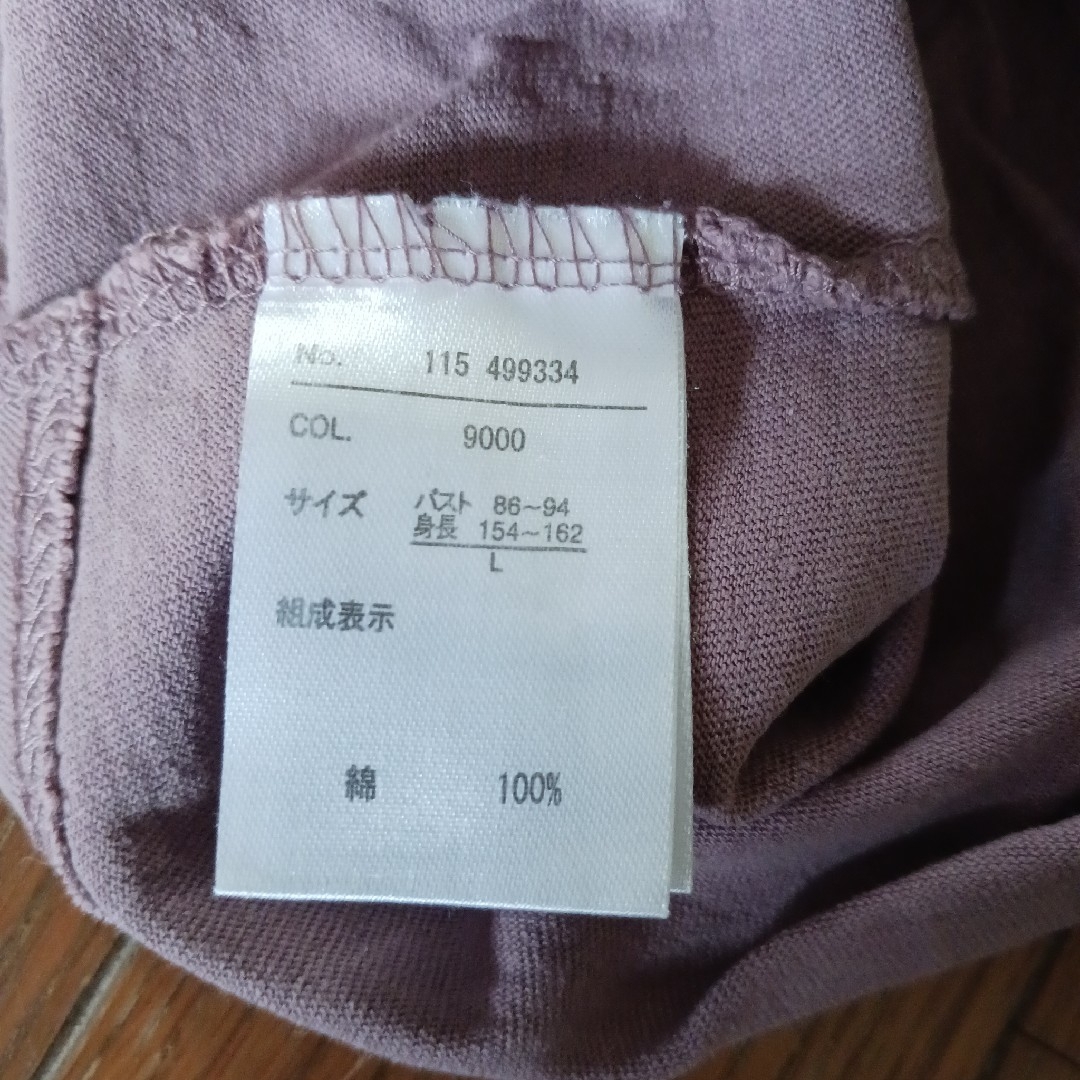 No. 115 499334
COL. 9000
サイズ バスト 86~94
身長 154~162
L
組成表示
綿 100%